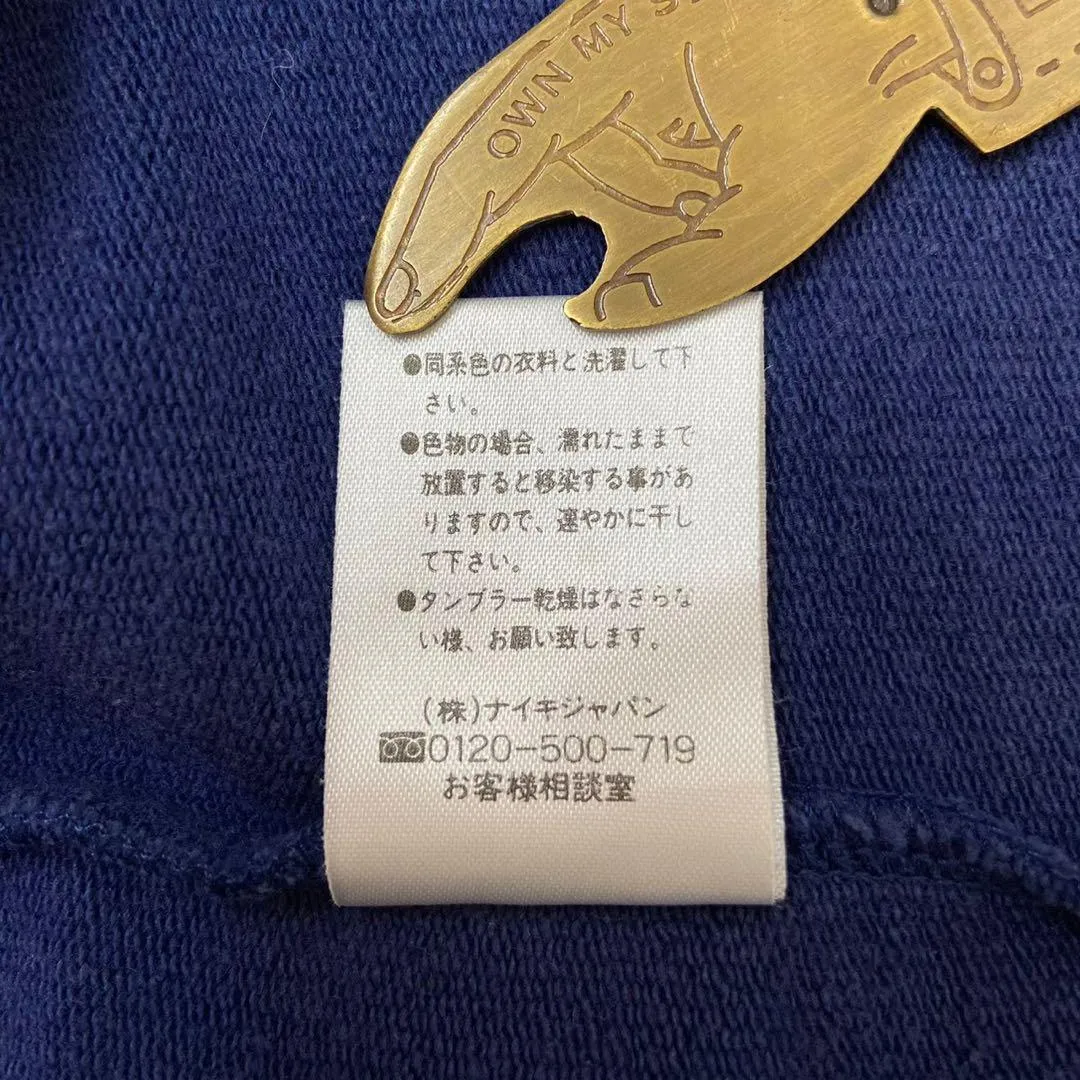 OWN MY S
●同系色の衣料と洗濯して下
さい。
●色物の場合、濡れたままで
放置すると移染する事があ
りますので、速やかに干し
て下さい。
●タンブラー乾燥はなさらな
い様、お願い致します。
(株)ナイキジャパン
0120-500-719
お客様相談室